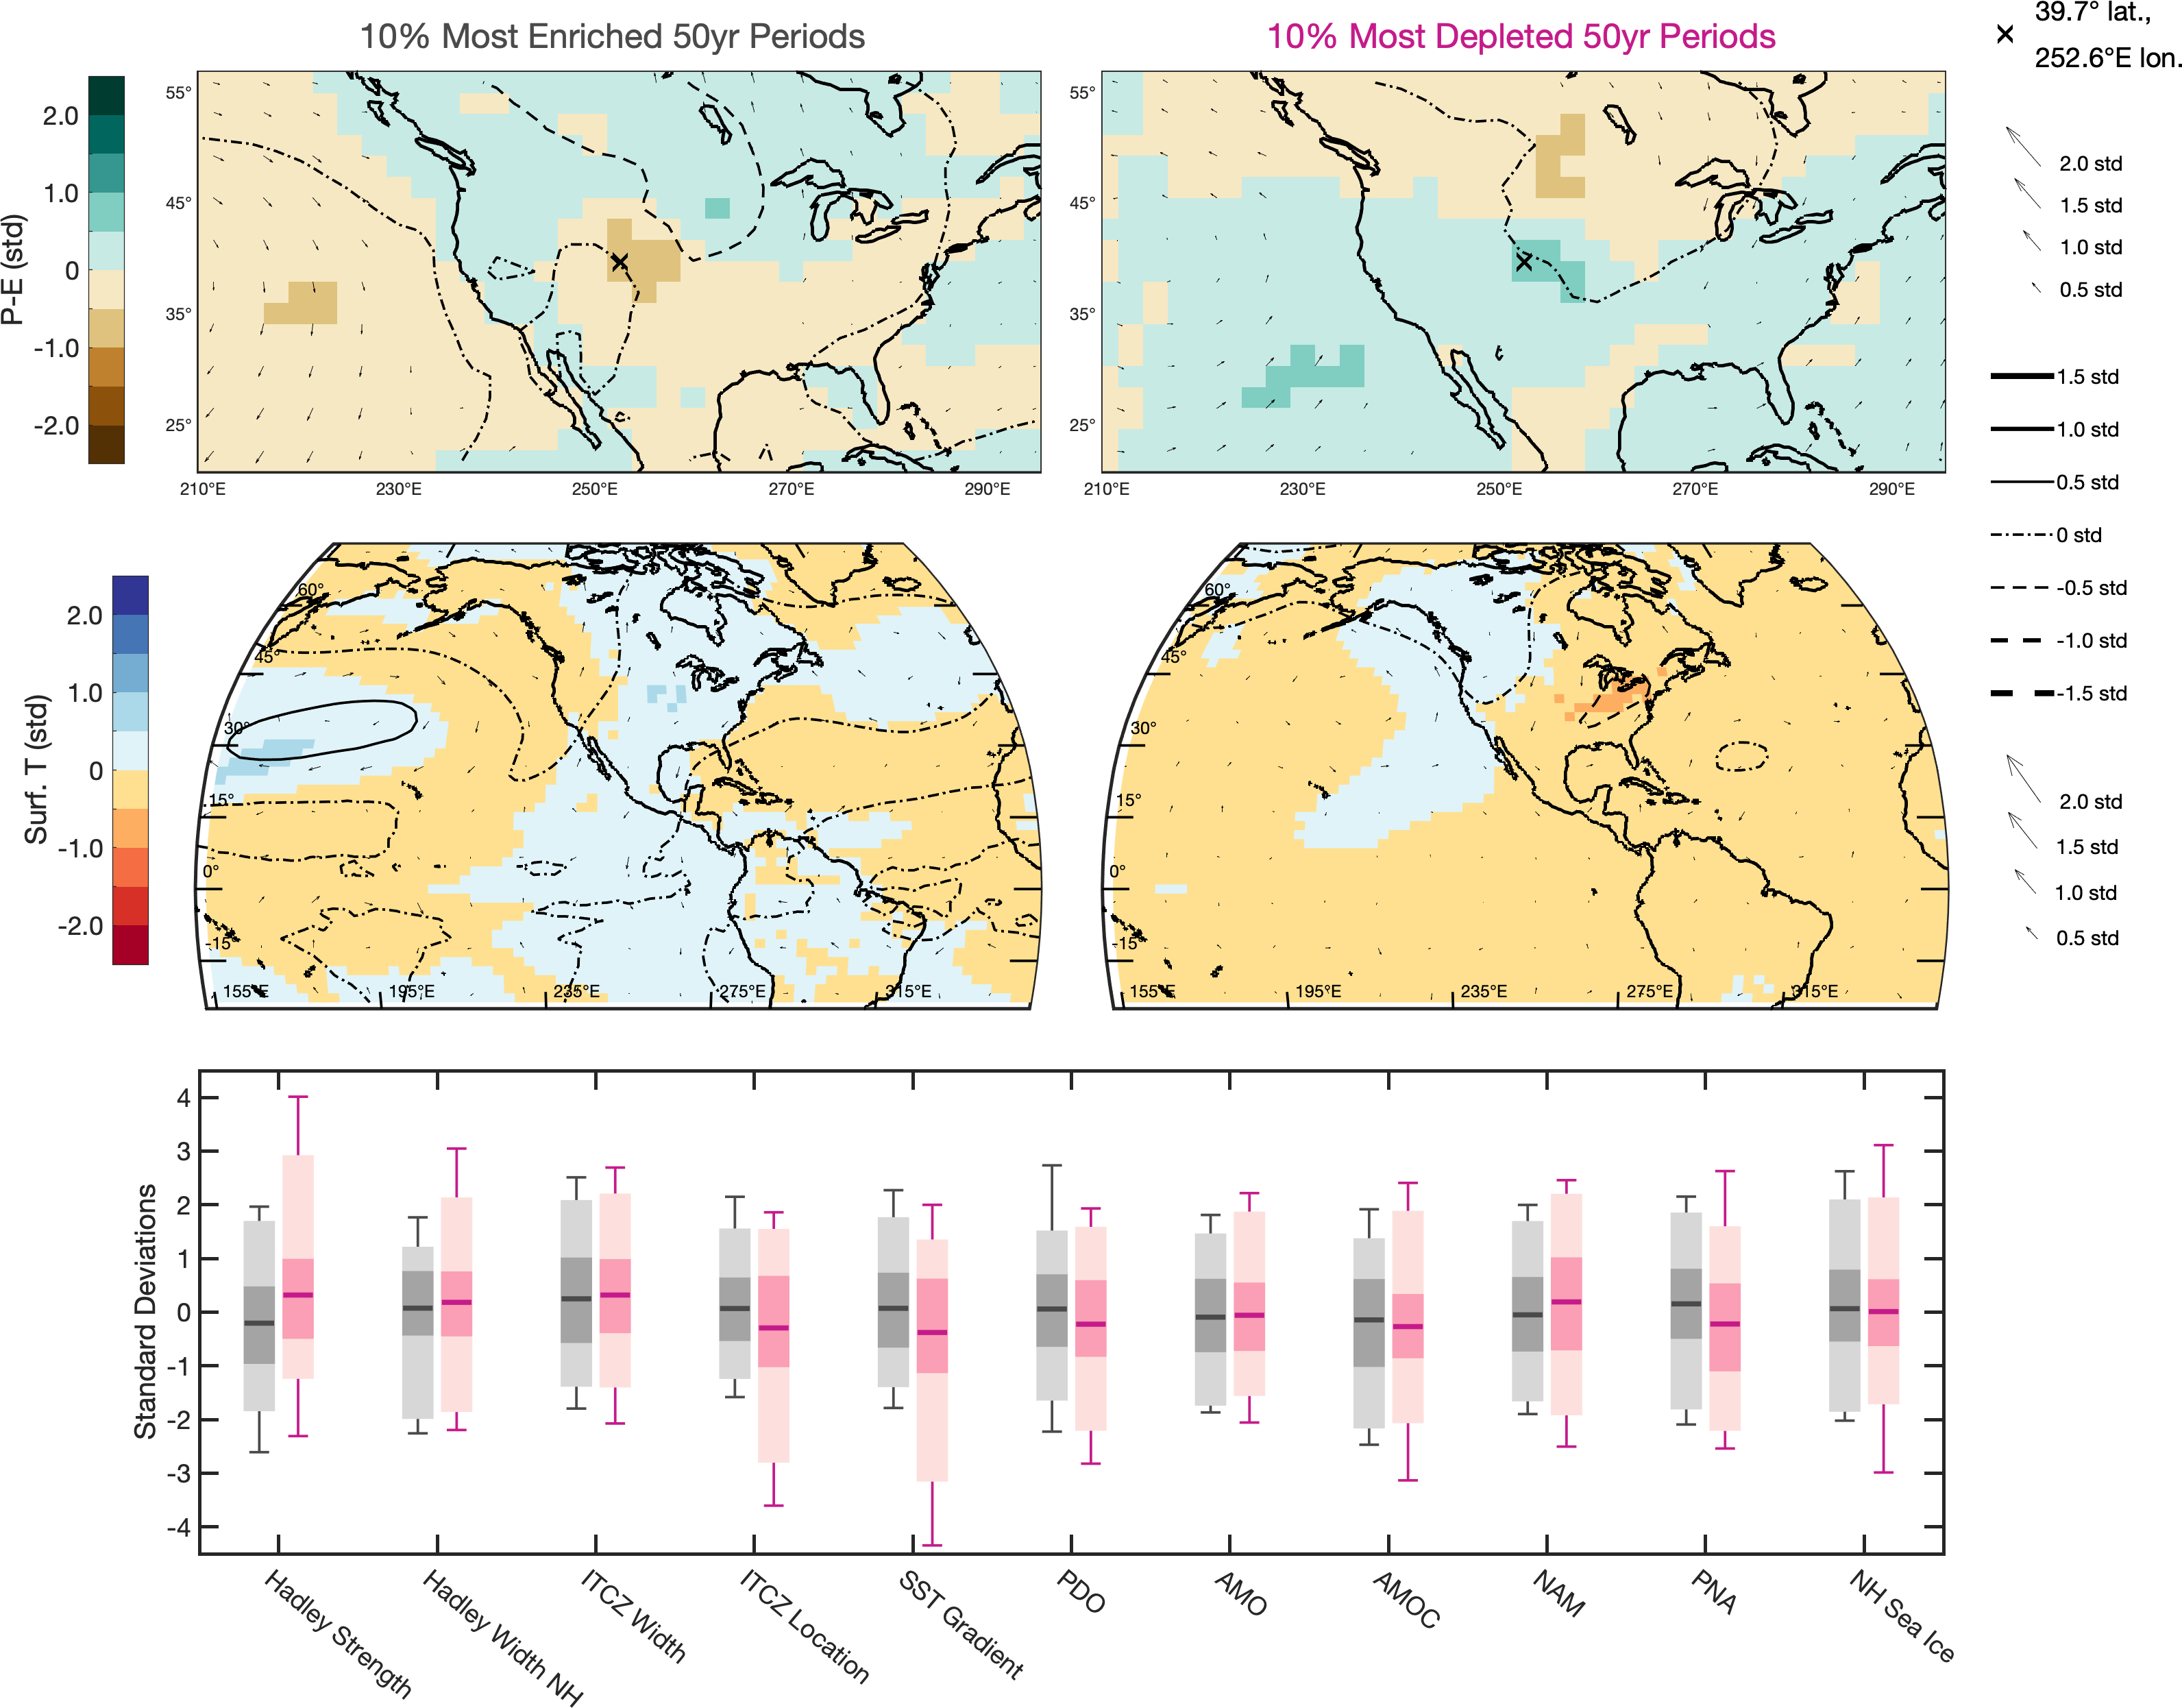 10% Most Enriched 50yr Periods
10% Most Depleted 50yr Periods
39.7° lat.,
252.6°E lon.
P-E (std)
2.0
1.0
0
-1.0
-2.0
55°
45°
35°
25°
210°E
230°E
250°E
270°E
290°E
55°
45°
35°
25°
210°E
230°E
250°E
270°E
290°E
2.0 std
1.5 std
1.0 std
0.5 std
1.5 std
1.0 std
0.5 std
0 std
-0.5 std
-1.0 std
-1.5 std
Surf. T (std)
2.0
1.0
0
-1.0
-2.0
60°
45°
30°
15°
0°
-15°
155°E
195°E
235°E
275°E
315°E
60°
45°
30°
15°
0°
-15°
155°E
195°E
235°E
275°E
315°E
2.0 std
1.5 std
1.0 std
0.5 std
Standard Deviations
4
3
2
1
0
-1
-2
-3
-4
Hadley Strength
Hadley Width NH
ITCZ Width
ITCZ Location
SST Gradient
PDO
AMO
AMOC
NAM
PNA
NH Sea Ice